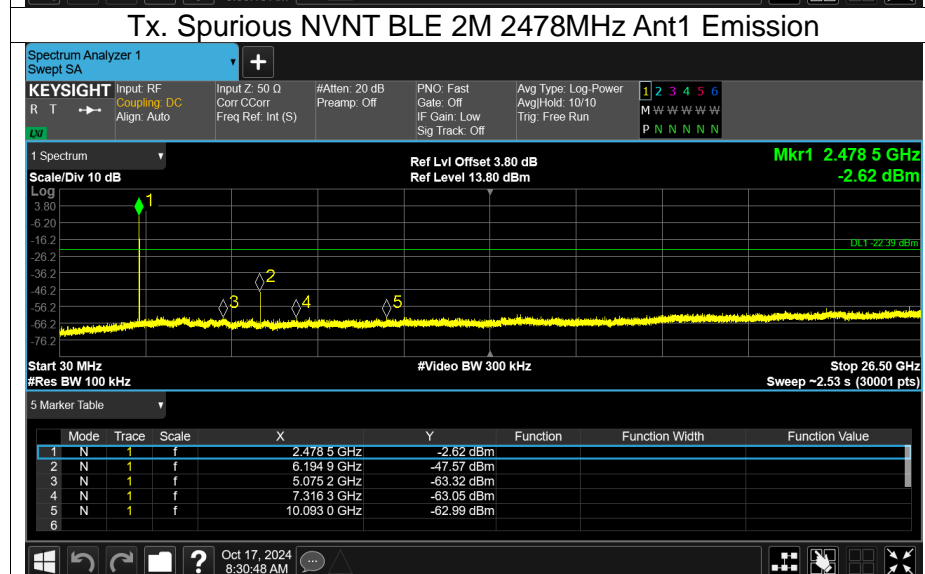 Tx. Spurious NVNT BLE 2M 2478MHz Ant1 Emission
Spectrum Analyzer 1
Swept SA
+
KEYSIGHT Input: RF Input Z: 50 Ω #Atten: 20 dB PNO: Fast Avg Type: Log-Power 1 2 3 4 5 6
R T Coupling: DC Corr CCorr Preamp: Off Gate: Off Avg|Hold: 10/10 M W W W W W
Align: Auto Freq Ref: Int (S) IF Gain: Low Trig: Free Run
LXI Sig Track: Off P N N N N N
1 Spectrum Ref Lvl Offset 3.80 dB Mkr1 2.478 5 GHz
Scale/Div 10 dB Ref Level 13.80 dBm -2.62 dBm
Log
3.80 1
-6.20
-16.2 DL1 -22.39 dBm
-26.2
-36.2 2
-46.2
-56.2 3 4 5
-66.2
-76.2
Start 30 MHz #Video BW 300 kHz Stop 26.50 GHz
#Res BW 100 kHz Sweep ~2.53 s (30001 pts)
5 Marker Table
Mode Trace Scale X Y Function Function Width Function Value
1 N 1 f 2.478 5 GHz -2.62 dBm
2 N 1 f 6.194 9 GHz -47.57 dBm
3 N 1 f 5.075 2 GHz -63.32 dBm
4 N 1 f 7.316 3 GHz -63.05 dBm
5 N 1 f 10.093 0 GHz -62.99 dBm
6
? Oct 17, 2024
8:30:48 AM